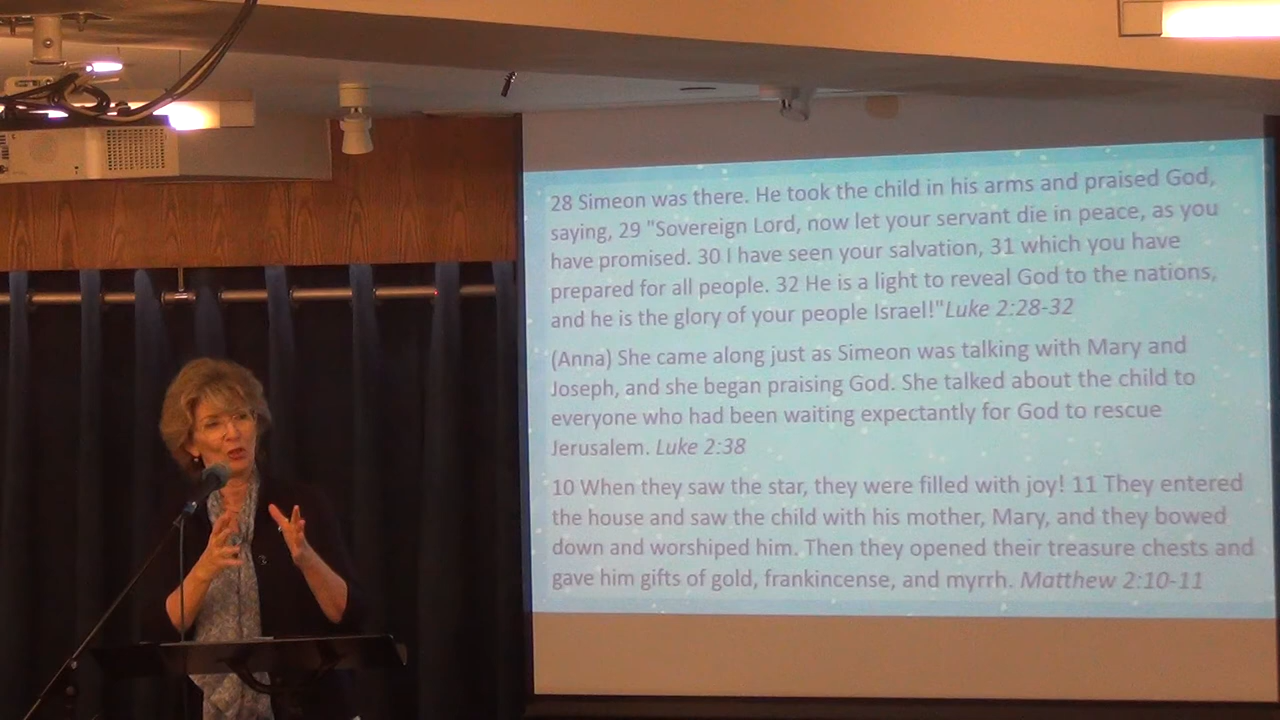 28 Simeon was there. He took the child in his arms and praised God,
saying, 29 "Sovereign Lord, now let your servant die in peace, as you
have promised. 30 I have seen your salvation, 31 which you have
prepared for all people. 32 He is a light to reveal God to the nations,
and he is the glory of your people Israel!"Luke 2:28-32
(Anna) She came along just as Simeon was talking with Mary and
Joseph, and she began praising God. She talked about the child to
everyone who had been waiting expectantly for God to rescue
Jerusalem. Luke 2:38
10 When they saw the star, they were filled with joy! 11 They entered
the house and saw the child with his mother, Mary, and they bowed
down and worshiped him. Then they opened their treasure chests and
gave him gifts of gold, frankincense, and myrrh. Matthew 2:10-11